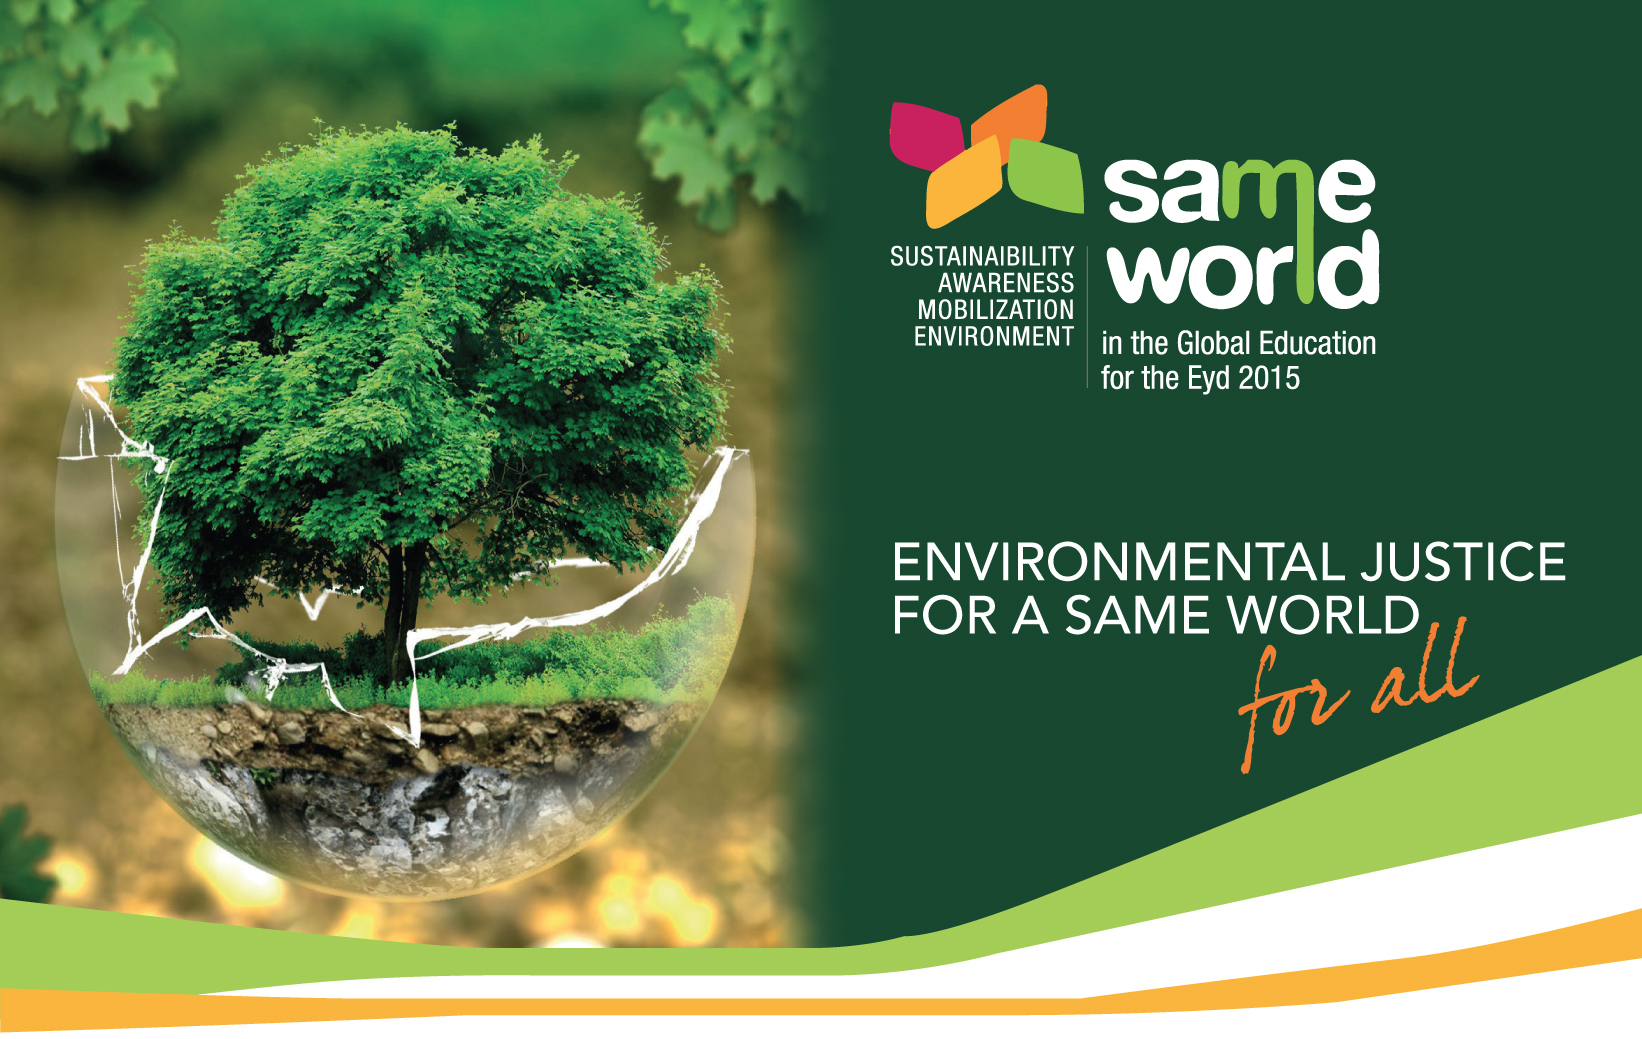 same
world
SUSTAINAIBILITY
AWARENESS
MOBILIZATION
ENVIRONMENT
in the Global Education
for the Eyd 2015
ENVIRONMENTAL JUSTICE
FOR A SAME WORLD
for all